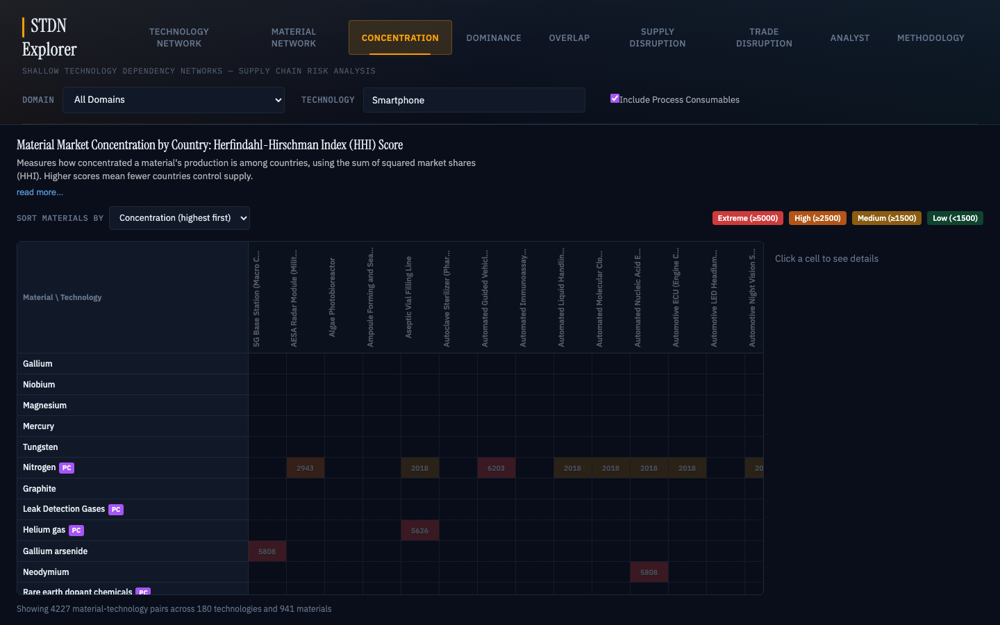 STDN
Explorer
TECHNOLOGY
NETWORK
MATERIAL
NETWORK
CONCENTRATION
DOMINANCE
OVERLAP
SUPPLY
DISRUPTION
TRADE
DISRUPTION
ANALYST
METHODOLOGY
SHALLOW TECHNOLOGY DEPENDENCY NETWORKS — SUPPLY CHAIN RISK ANALYSIS
DOMAIN
All Domains
TECHNOLOGY
Smartphone
Include Process Consumables
Material Market Concentration by Country: Herfindahl-Hirschman Index (HHI) Score
Measures how concentrated a material's production is among countries, using the sum of squared market shares
(HHI). Higher scores mean fewer countries control supply.
read more...
SORT MATERIALS BY
Concentration (highest first)
Extreme (≥5000)
High (≥2500)
Medium (≥1500)
Low (<1500)
Material \ Technology
5G Base Station (Macro C...
AESA Radar Module (Milit...
Algae Photobioreactor
Ampoule Forming and Sea...
Aseptic Vial Filling Line
Autoclave Sterilizer (Phar...
Automated Guided Vehicl...
Automated Immunoassay...
Automated Liquid Handlin...
Automated Molecular Clo...
Automated Nucleic Acid E...
Automotive ECU (Engine C...
Automotive LED Headlam...
Automotive Night Vision S...
Click a cell to see details
Gallium
Niobium
Magnesium
Mercury
Tungsten
Nitrogen PC 2943 2018 6203 2018 2018 2018 2018 20
Graphite
Leak Detection Gases PC
Helium gas PC 5626
Gallium arsenide 5808
Neodymium 5808
Rare earth dopant chemicals PC
Showing 4227 material-technology pairs across 180 technologies and 941 materials